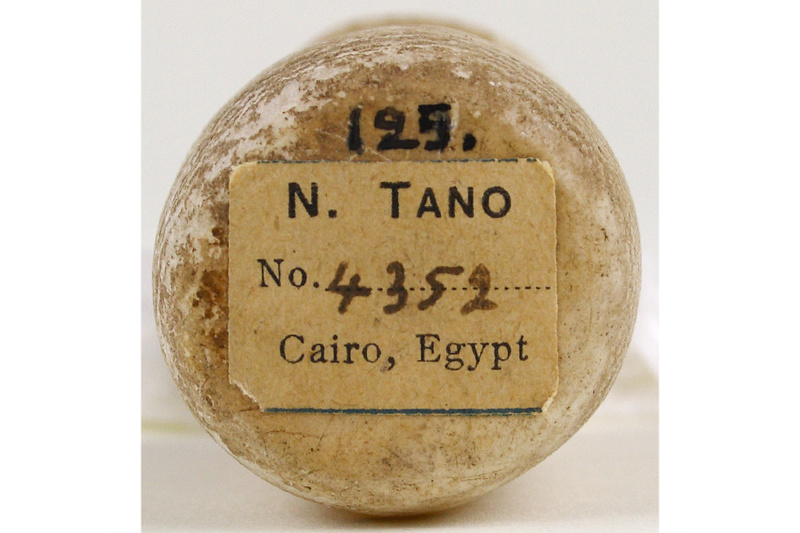 125.
N. TANO
No. 4352
Cairo, Egypt